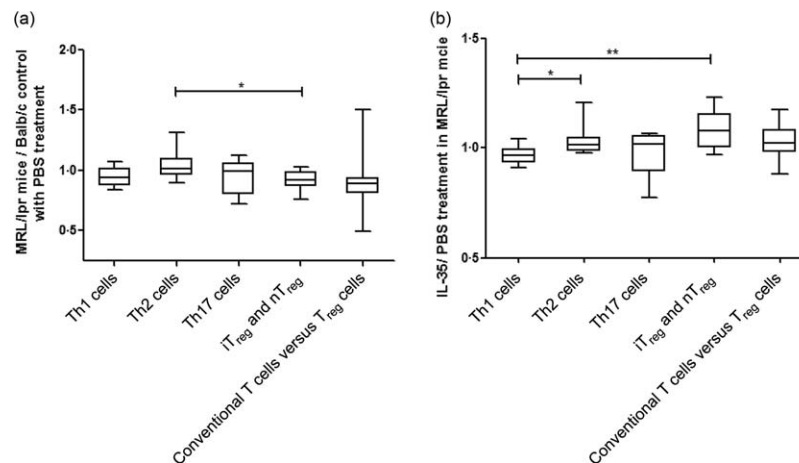 (a)
MRL/lpr mice / Balb/c control
with PBS treatment
2·0
1·5
1·0
0·5
*
Th1 cells
Th2 cells
Th17 cells
iTreg and nTreg
Conventional T cells versus Treg cells
(b)
IL-35/ PBS treatment in MRL/lpr mcie
1·5
1·0
0·5
**
*
Th1 cells
Th2 cells
Th17 cells
iTreg and nTreg
Conventional T cells versus Treg cells